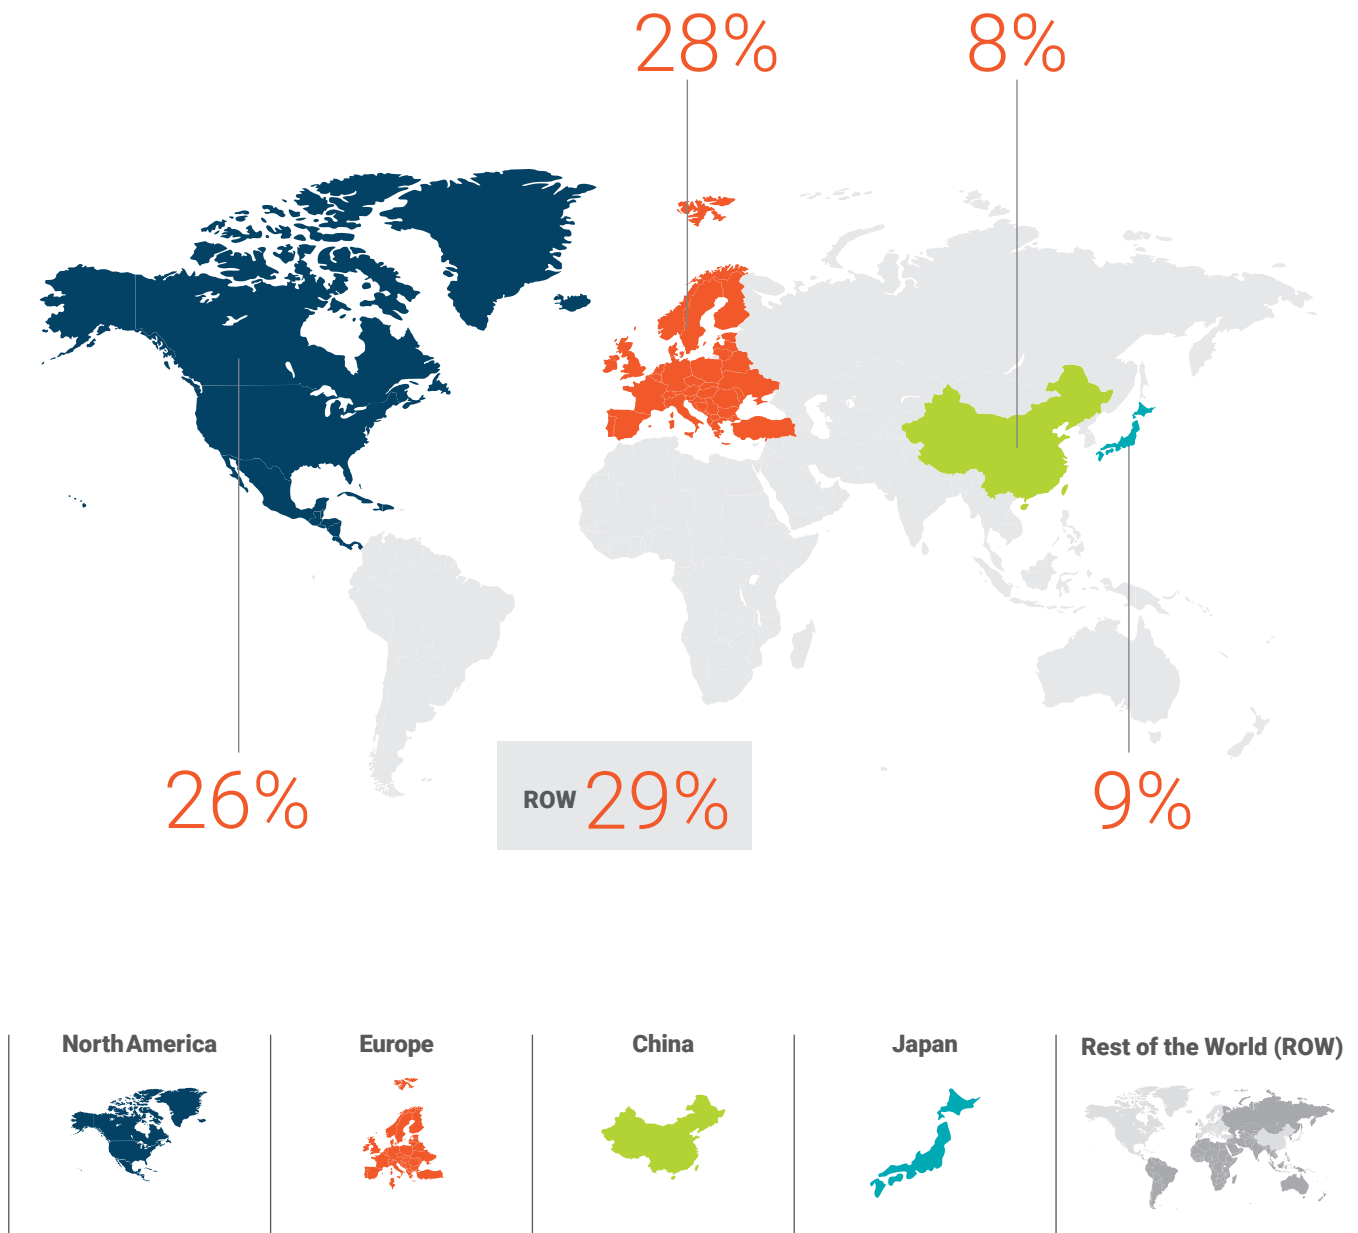 28%
8%
26%
ROW 29%
9%
North America
Europe
China
Japan
Rest of the World (ROW)